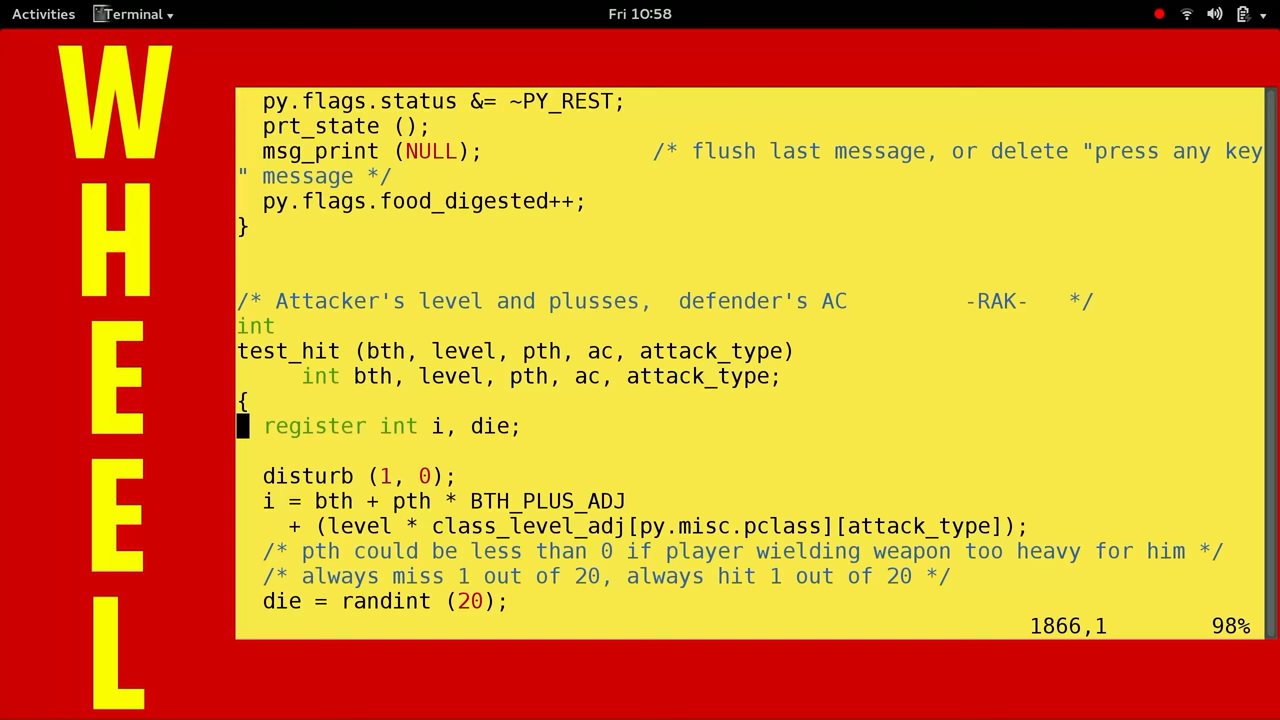 Activities Terminal Fri 10:58
WHEEL
py.flags.status &= ~PY_REST;
prt_state ();
msg_print (NULL); /* flush last message, or delete "press any key
" message */
py.flags.food_digested++;
}
/* Attacker's level and plusses, defender's AC -RAK- */
int
test_hit (bth, level, pth, ac, attack_type)
int bth, level, pth, ac, attack_type;
{
register int i, die;
disturb (1, 0);
i = bth + pth * BTH_PLUS_ADJ
+ (level * class_level_adj[py.misc.pclass][attack_type]);
/* pth could be less than 0 if player wielding weapon too heavy for him */
/* always miss 1 out of 20, always hit 1 out of 20 */
die = randint (20);
1866,1 98%